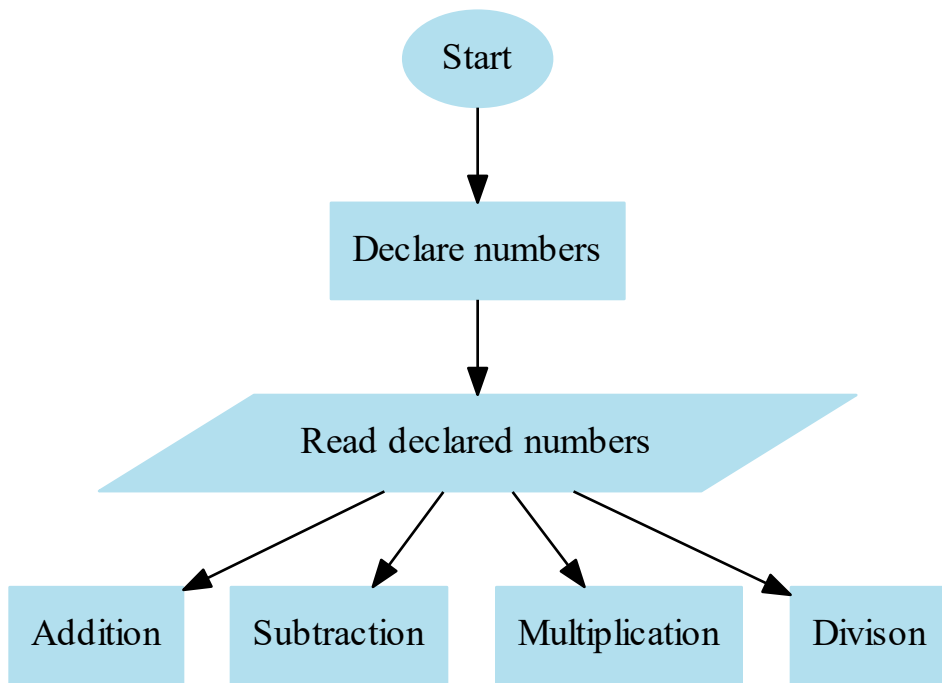 Start
Declare numbers
Read declared numbers
Addition
Subtraction
Multiplication
Divison